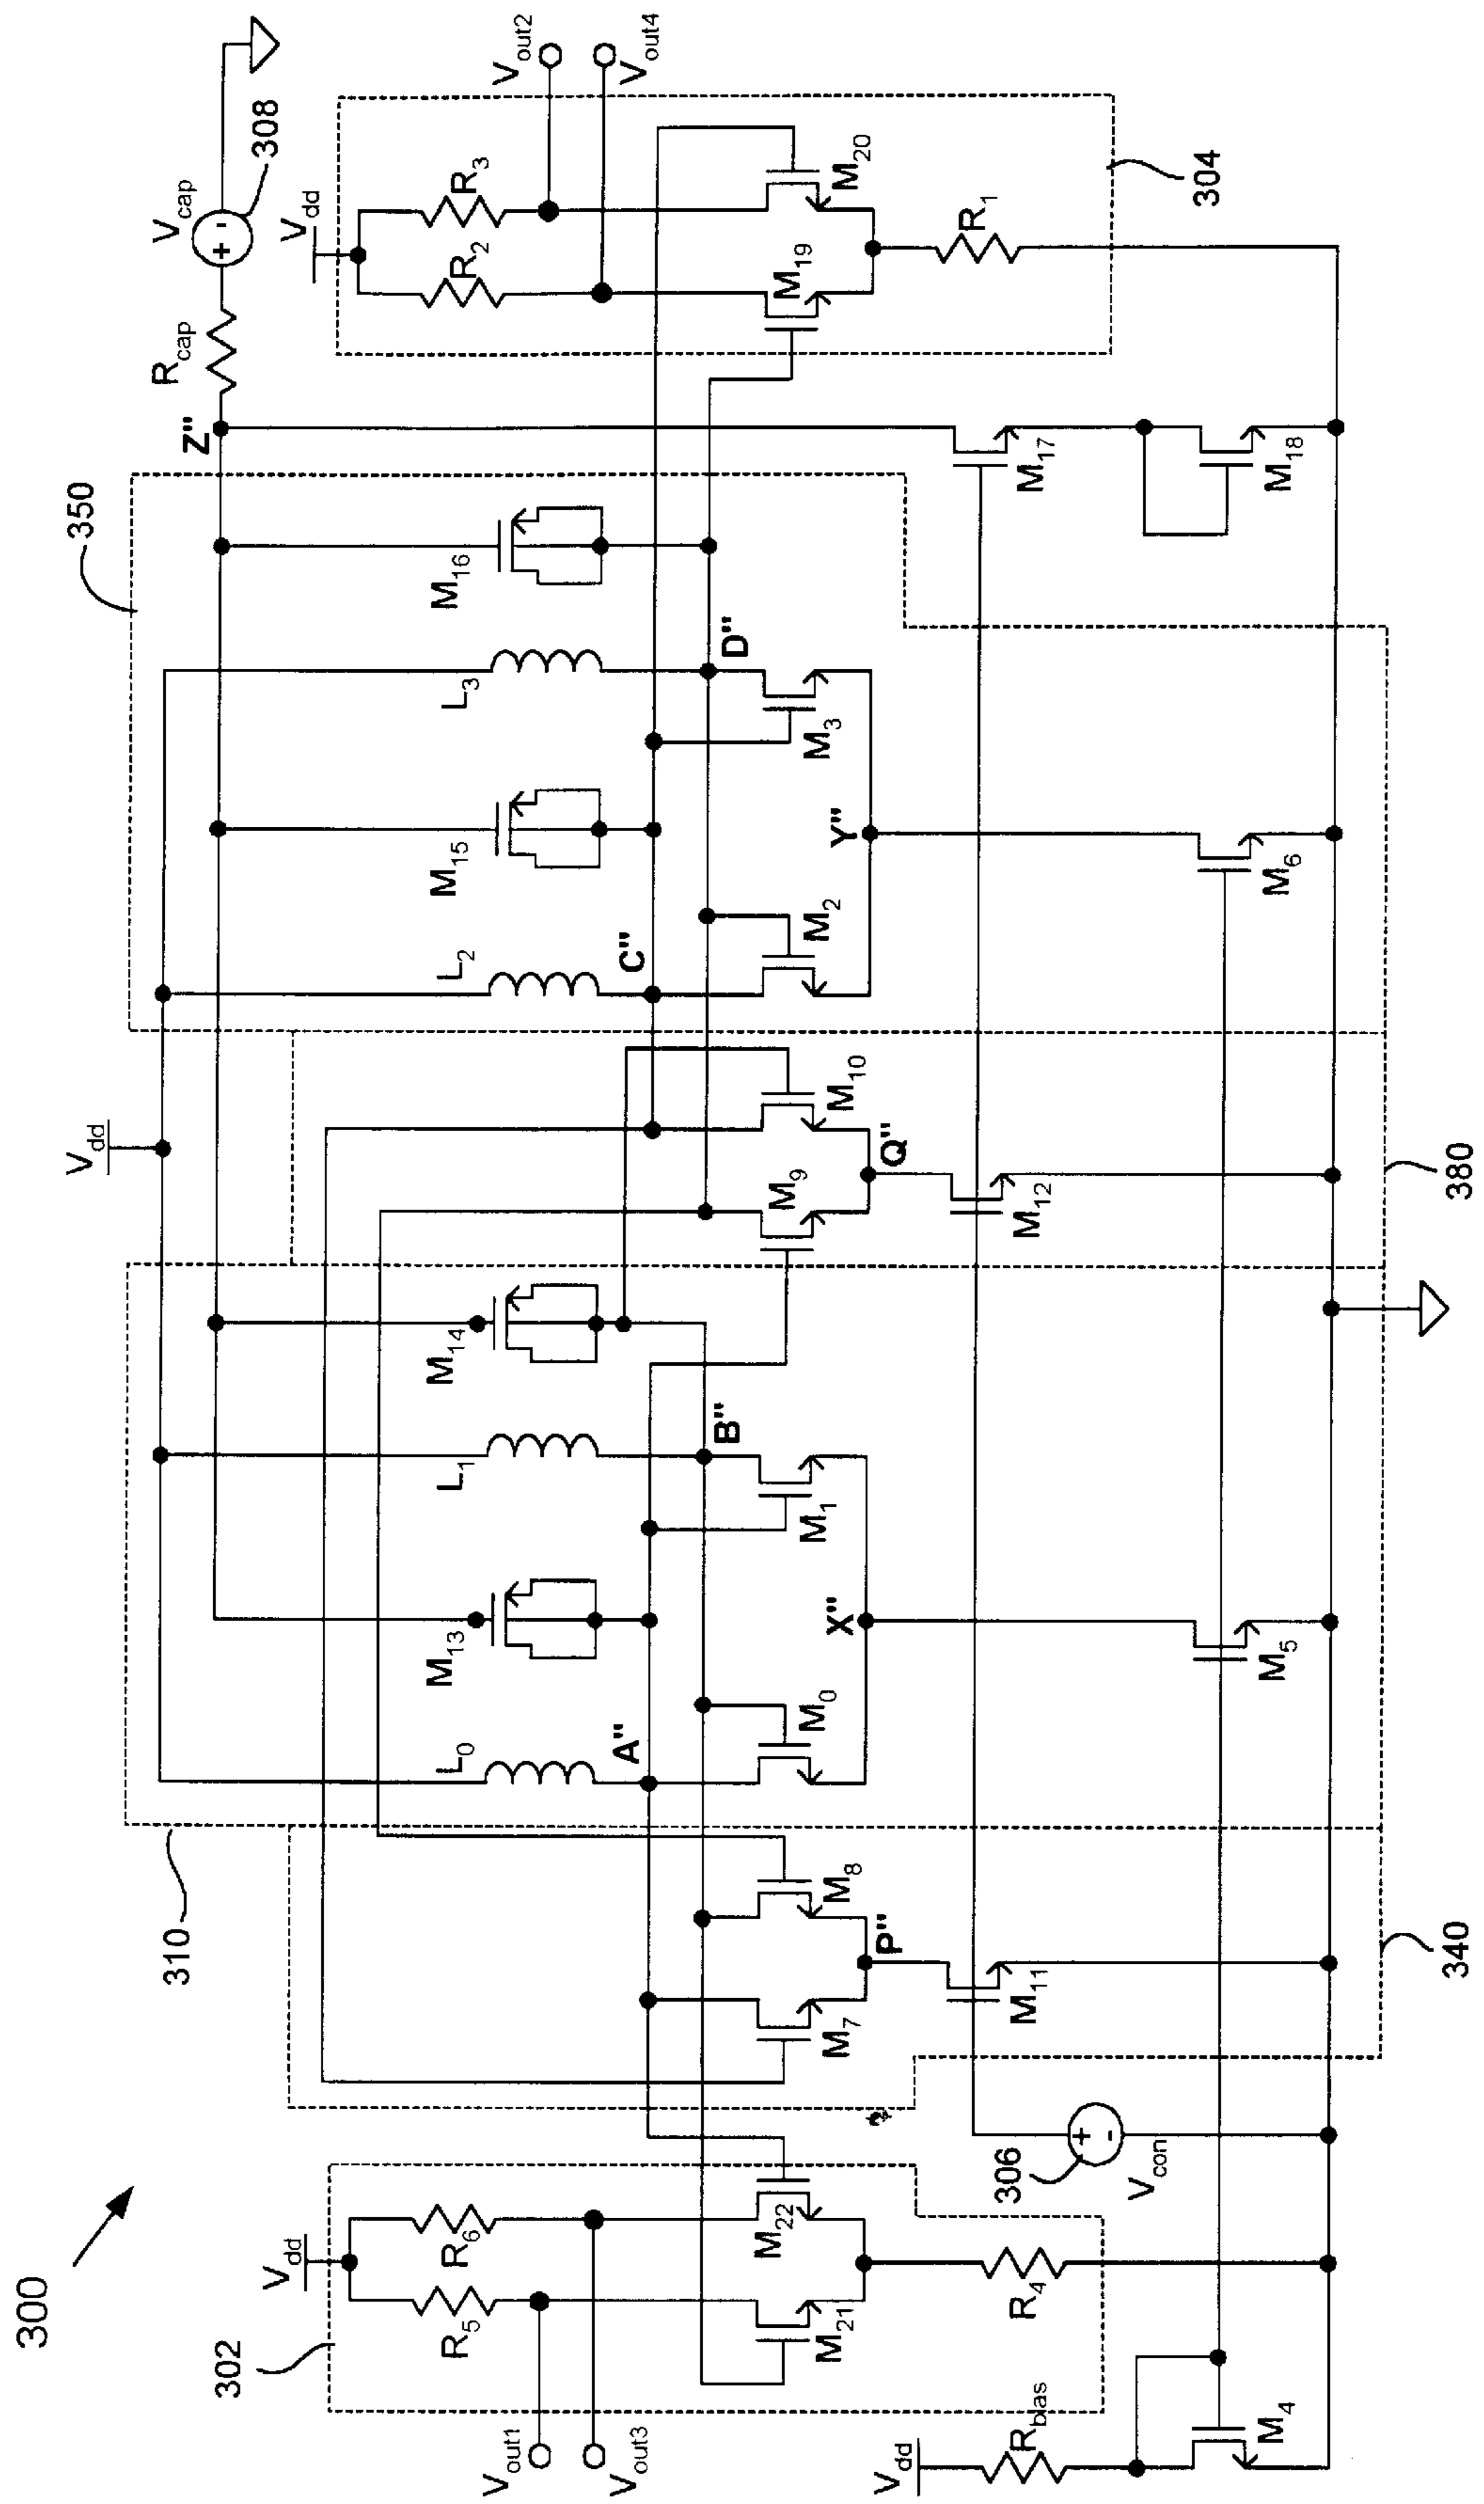 300
310
350
308
V_cap
R_cap
Z"
V_dd
V_dd
V_dd
302
R_5
R_6
V_out1
V_out3
M_21
M_22
R_4
V_dd
R_bias
M_4
306
V_con
M_7
M_8
P"
M_11
340
L_0
A"
M_13
L_1
B"
M_14
M_0
M_1
X"
M_5
M_9
M_10
Q"
M_12
380
L_2
C"
M_15
L_3
D"
M_16
M_2
M_3
Y"
M_6
M_17
M_18
R_2
R_3
V_out2
V_out4
M_19
M_20
R_1
304